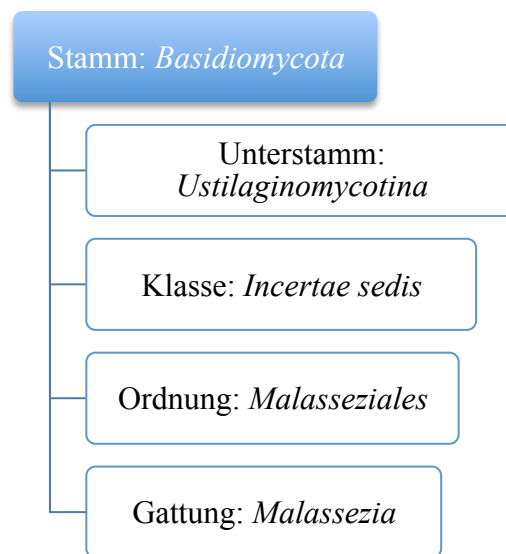 Stamm: Basidiomycota
Unterstamm:
Ustilaginomycotina
Klasse: Incertae sedis
Ordnung: Malasseziales
Gattung: Malassezia